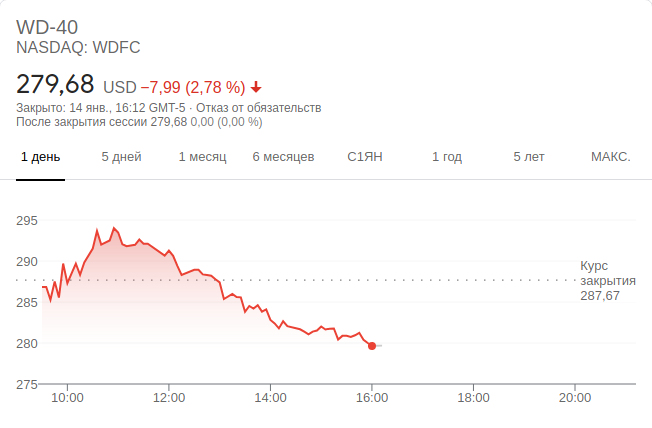 WD-40
NASDAQ: WDFC
279,68 USD −7,99 (2,78 %)
Закрыто: 14 янв., 16:12 GMT-5 · Отказ от обязательств
После закрытия сессии 279,68 0,00 (0,00 %)
1 день 5 дней 1 месяц 6 месяцев С1ЯН 1 год 5 лет МАКС.
295
290
285
280
275
Курс
закрытия
287,67
10:00 12:00 14:00 16:00 18:00 20:00